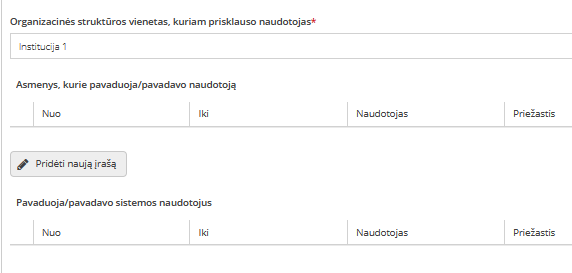 Organizacinės struktūros vienetas, kuriam prisklauso naudotojas*
Institucija 1
Asmenys, kurie pavaduoja/pavadavo naudotoją
Nuo Iki Naudotojas Priežastis
Pridėti naują įrašą
Pavaduoja/pavadavo sistemos naudotojus
Nuo Iki Naudotojas Priežastis